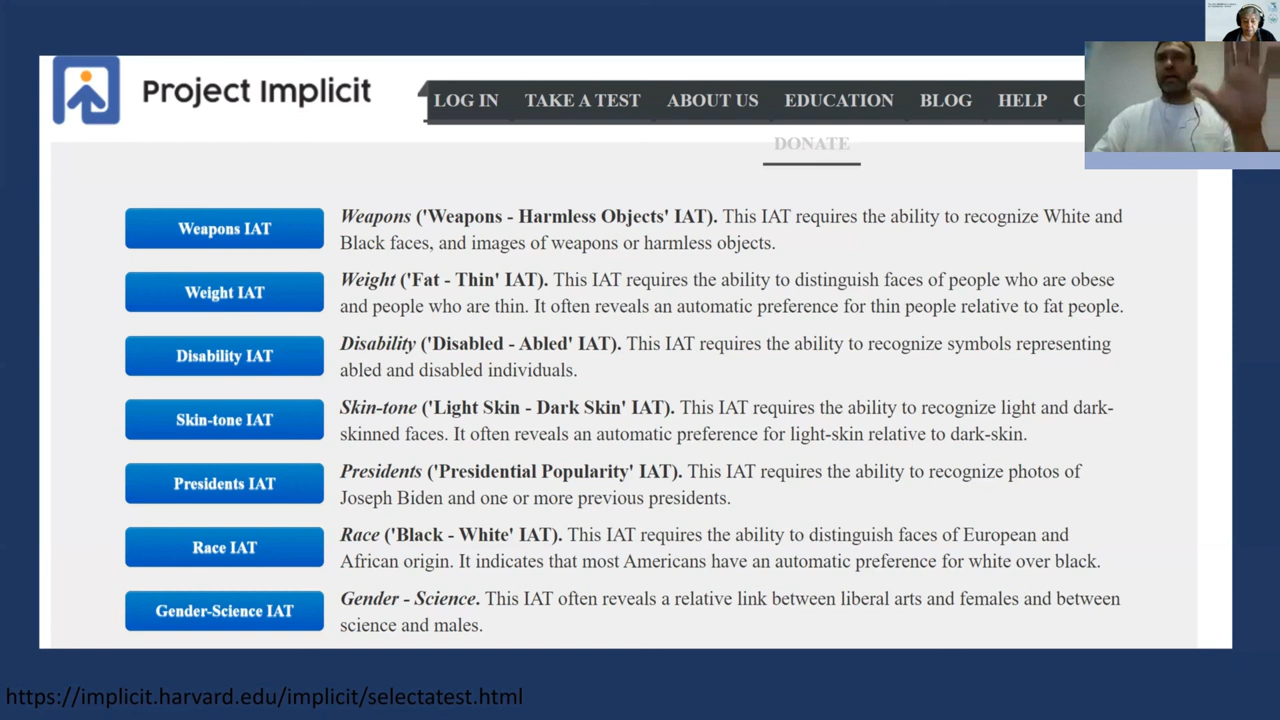 Project Implicit
LOG IN TAKE A TEST ABOUT US EDUCATION BLOG HELP C
DONATE
Weapons IAT
Weapons ('Weapons - Harmless Objects' IAT). This IAT requires the ability to recognize White and
Black faces, and images of weapons or harmless objects.
Weight IAT
Weight ('Fat - Thin' IAT). This IAT requires the ability to distinguish faces of people who are obese
and people who are thin. It often reveals an automatic preference for thin people relative to fat people.
Disability IAT
Disability ('Disabled - Abled' IAT). This IAT requires the ability to recognize symbols representing
abled and disabled individuals.
Skin-tone IAT
Skin-tone ('Light Skin - Dark Skin' IAT). This IAT requires the ability to recognize light and dark-
skinned faces. It often reveals an automatic preference for light-skin relative to dark-skin.
Presidents IAT
Presidents ('Presidential Popularity' IAT). This IAT requires the ability to recognize photos of
Joseph Biden and one or more previous presidents.
Race IAT
Race ('Black - White' IAT). This IAT requires the ability to distinguish faces of European and
African origin. It indicates that most Americans have an automatic preference for white over black.
Gender-Science IAT
Gender - Science. This IAT often reveals a relative link between liberal arts and females and between
science and males.
https://implicit.harvard.edu/implicit/selectatest.html